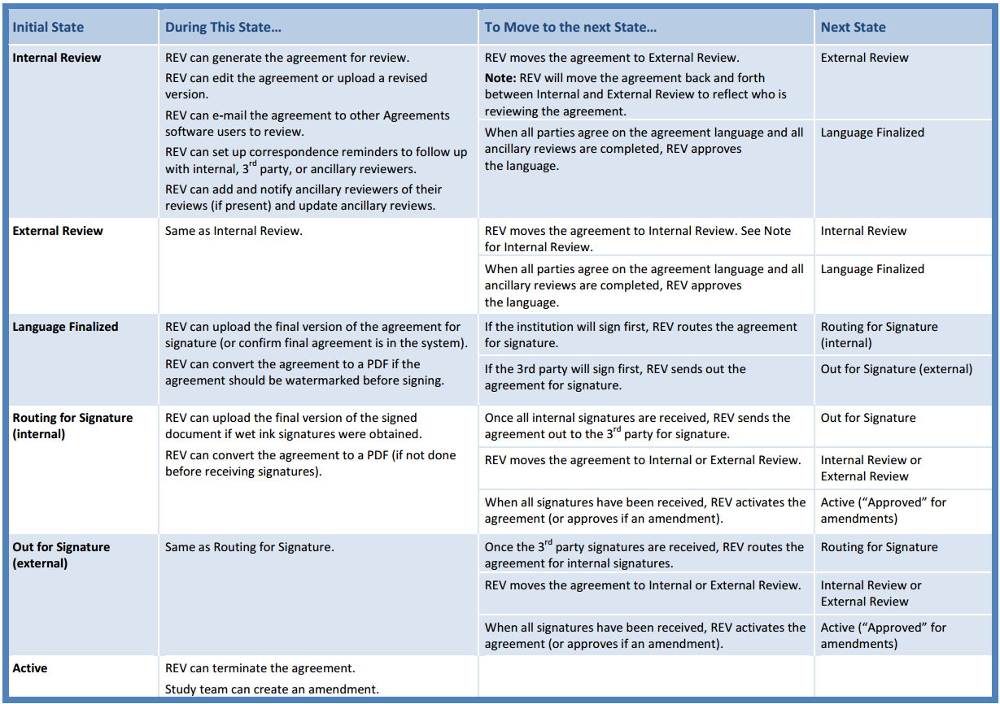 Initial State
During This State…
To Move to the next State…
Next State
Internal Review
REV can generate the agreement for review.
REV can edit the agreement or upload a revised
version.
REV can e-mail the agreement to other Agreements
software users to review.
REV can set up correspondence reminders to follow up
with internal, 3rd party, or ancillary reviewers.
REV can add and notify ancillary reviewers of their
reviews (if present) and update ancillary reviews.
REV moves the agreement to External Review.
Note: REV will move the agreement back and forth
between Internal and External Review to reflect who is
reviewing the agreement.
External Review
When all parties agree on the agreement language and all
ancillary reviews are completed, REV approves
the language.
Language Finalized
External Review
Same as Internal Review.
REV moves the agreement to Internal Review. See Note
for Internal Review.
Internal Review
When all parties agree on the agreement language and all
ancillary reviews are completed, REV approves
the language.
Language Finalized
Language Finalized
REV can upload the final version of the agreement for
signature (or confirm final agreement is in the system).
REV can convert the agreement to a PDF if the
agreement should be watermarked before signing.
If the institution will sign first, REV routes the agreement
for signature.
Routing for Signature
(internal)
If the 3rd party will sign first, REV sends out the
agreement for signature.
Out for Signature (external)
Routing for Signature
(internal)
REV can upload the final version of the signed
document if wet ink signatures were obtained.
REV can convert the agreement to a PDF (if not done
before receiving signatures).
Once all internal signatures are received, REV sends the
agreement out to the 3rd party for signature.
Out for Signature
REV moves the agreement to Internal or External Review.
Internal Review or
External Review
When all signatures have been received, REV activates the
agreement (or approves if an amendment).
Active (“Approved” for
amendments)
Out for Signature
(external)
Same as Routing for Signature.
Once the 3rd party signatures are received, REV routes the
agreement for internal signatures.
Routing for Signature
REV moves the agreement to Internal or External Review.
Internal Review or
External Review
When all signatures have been received, REV activates the
agreement (or approves if an amendment).
Active (“Approved” for
amendments)
Active
REV can terminate the agreement.
Study team can create an amendment.